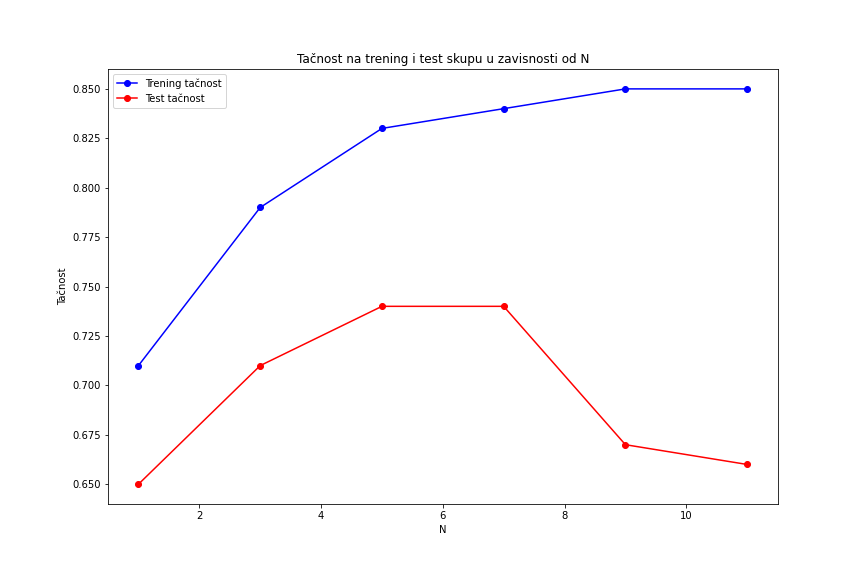 Tačnost na trening i test skupu u zavisnosti od N
Trening tačnost
Test tačnost
0.850
0.825
0.800
0.775
0.750
0.725
0.700
0.675
0.650
Tačnost
2 4 6 8 10
N